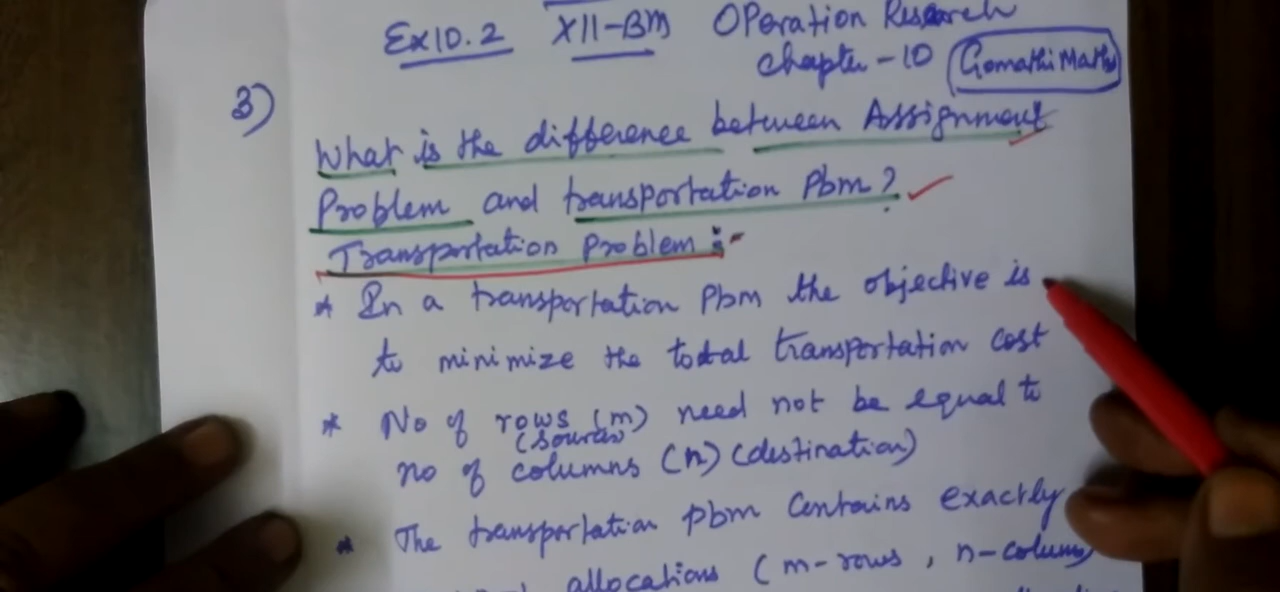 Ex10.2 XII-BM Operation Research
chapter-10 Gomathi Maths
3)
What is the difference between Assignment
Problem and transportation Pbm?
Transportation Problem :-
* In a transportation Pbm the objective is
to minimize the total transportation cost
* No of rows (m) need not be equal to
(sources)
no of columns (n) (destination)
* The transportation pbm contains exactly
allocations (m-rows, n-columns